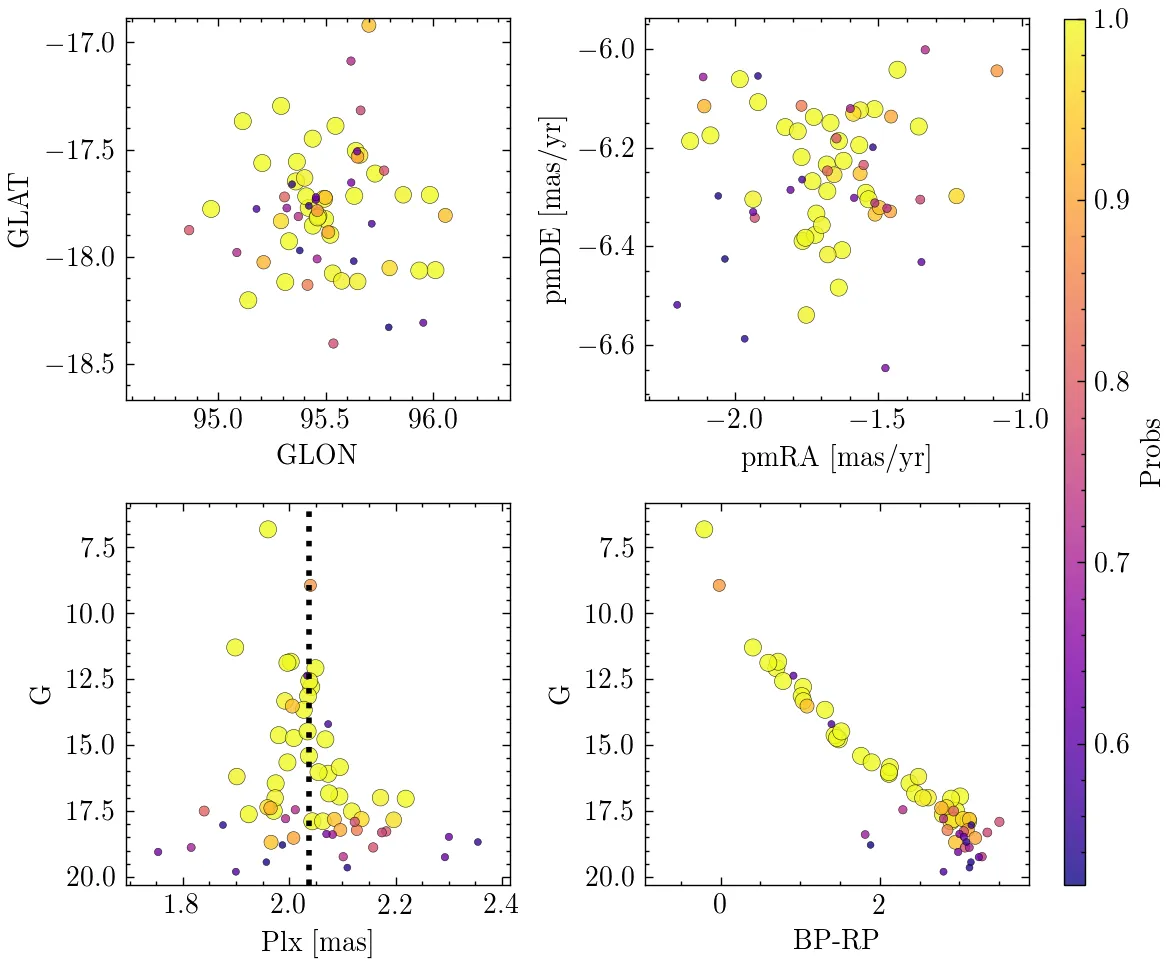 −17.0
−17.5
−18.0
−18.5
GLAT
95.0 95.5 96.0
GLON
−6.0
−6.2
−6.4
−6.6
pmDE [mas/yr]
−2.0 −1.5 −1.0
pmRA [mas/yr]
7.5
10.0
12.5
15.0
17.5
20.0
G
1.8 2.0 2.2 2.4
Plx [mas]
7.5
10.0
12.5
15.0
17.5
20.0
G
0 2
BP-RP
1.0
0.9
0.8
0.7
0.6
Probs